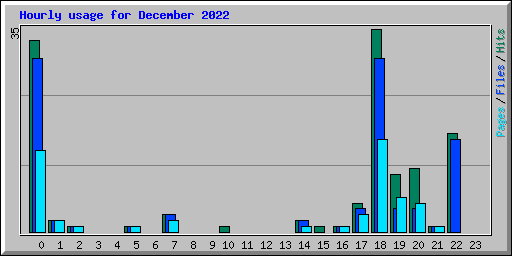 Hourly usage for December 2022
35
Pages/Files/Hits
0 1 2 3 4 5 6 7 8 9 10 11 12 13 14 15 16 17 18 19 20 21 22 23